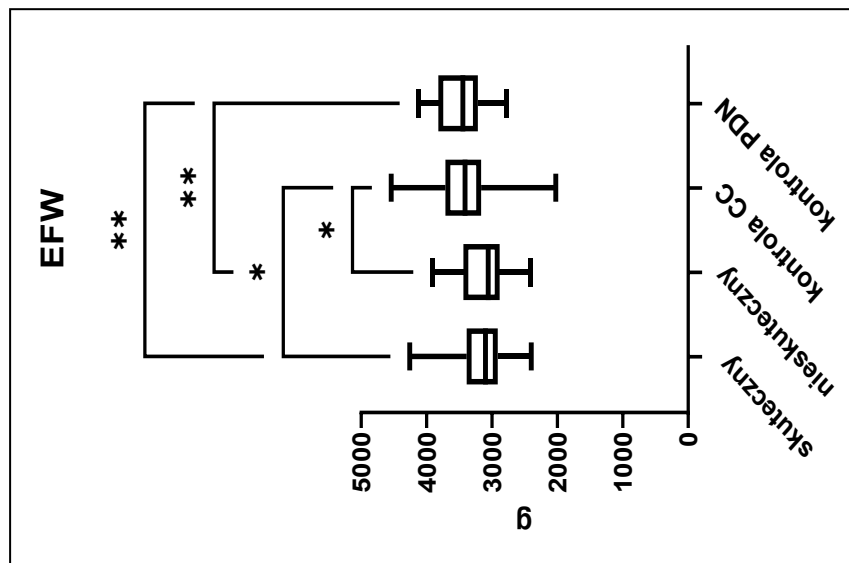 EFW
**
**
*
*
g
5000
4000
3000
2000
1000
0
skuteczny
nieskuteczny
kontrola CC
kontrola PDN